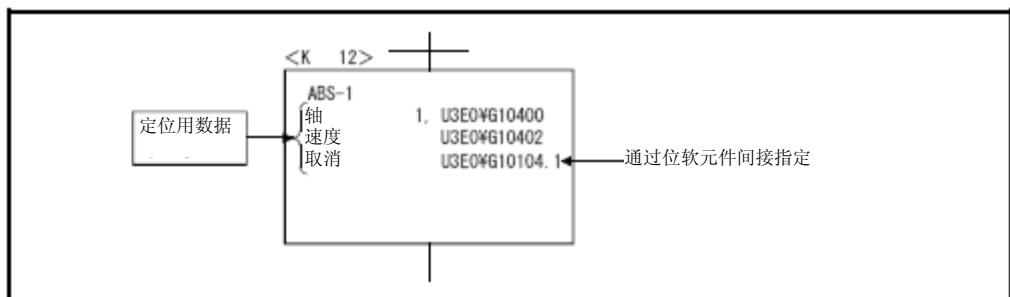 <K 12>
ABS-1
轴 1, U3E0¥G10400
定位用数据
速度 U3E0¥G10402
取消 U3E0¥G10104.1 通过位软元件间接指定